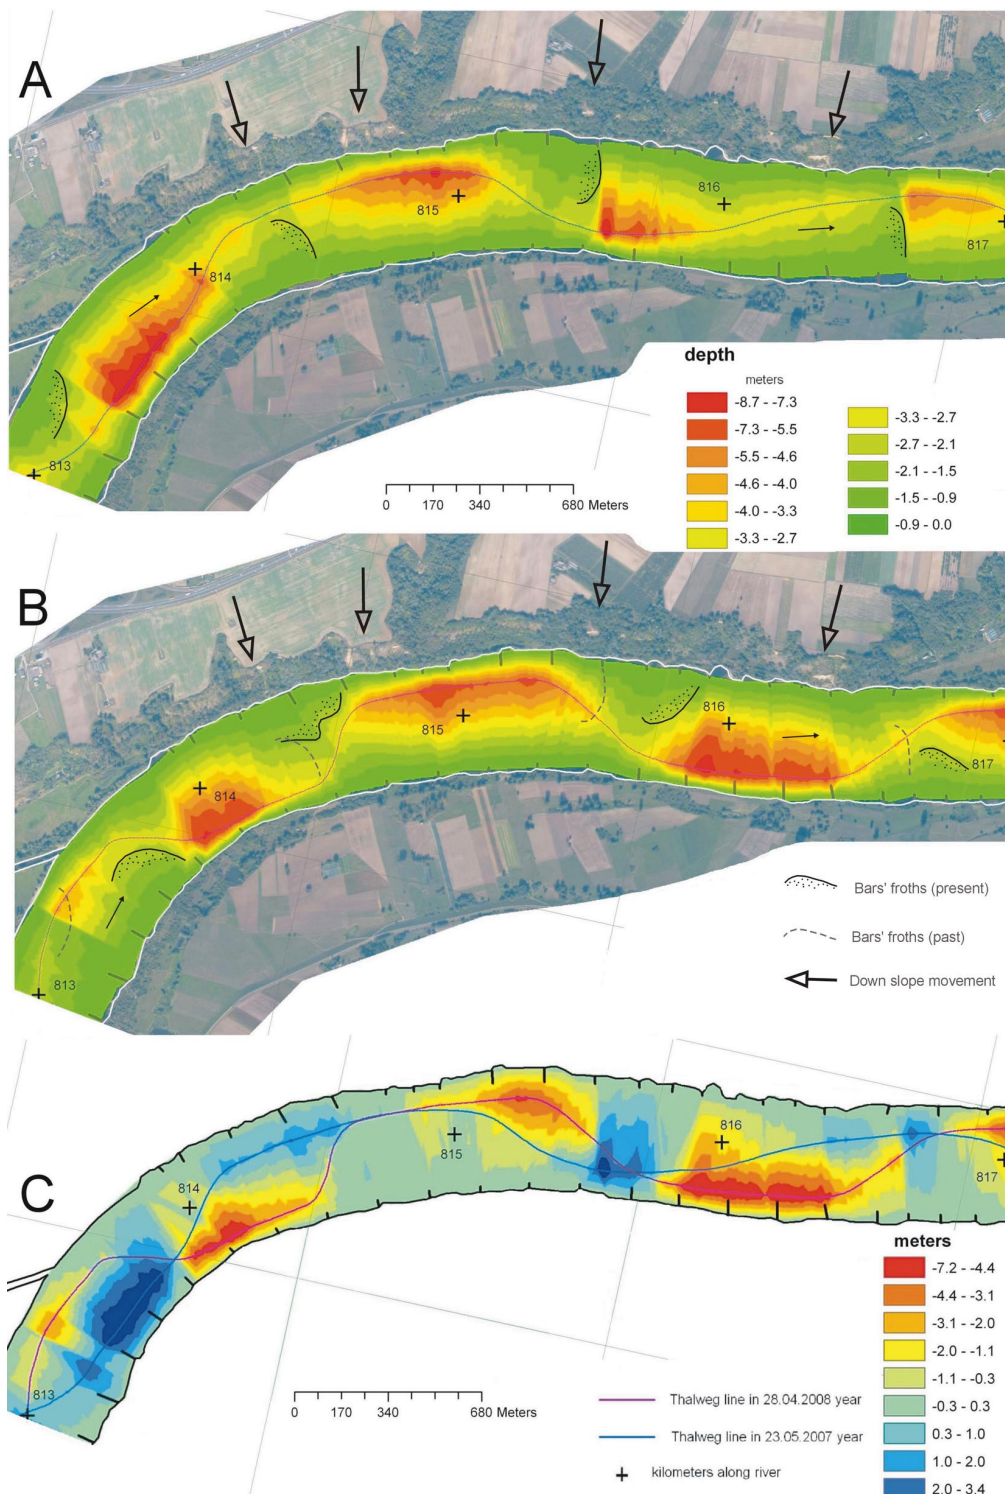 A
813
814
815
816
817
depth
meters
-8.7 - -7.3
-7.3 - -5.5
-5.5 - -4.6
-4.6 - -4.0
-4.0 - -3.3
-3.3 - -2.7
-3.3 - -2.7
-2.7 - -2.1
-2.1 - -1.5
-1.5 - -0.9
-0.9 - 0.0
0 170 340 680 Meters
B
813
814
815
816
817
Bars' froths (present)
Bars' froths (past)
Down slope movement
C
813
814
815
816
817
meters
-7.2 - -4.4
-4.4 - -3.1
-3.1 - -2.0
-2.0 - -1.1
-1.1 - -0.3
-0.3 - 0.3
0.3 - 1.0
1.0 - 2.0
2.0 - 3.4
0 170 340 680 Meters
Thalweg line in 28.04.2008 year
Thalweg line in 23.05.2007 year
kilometers along river